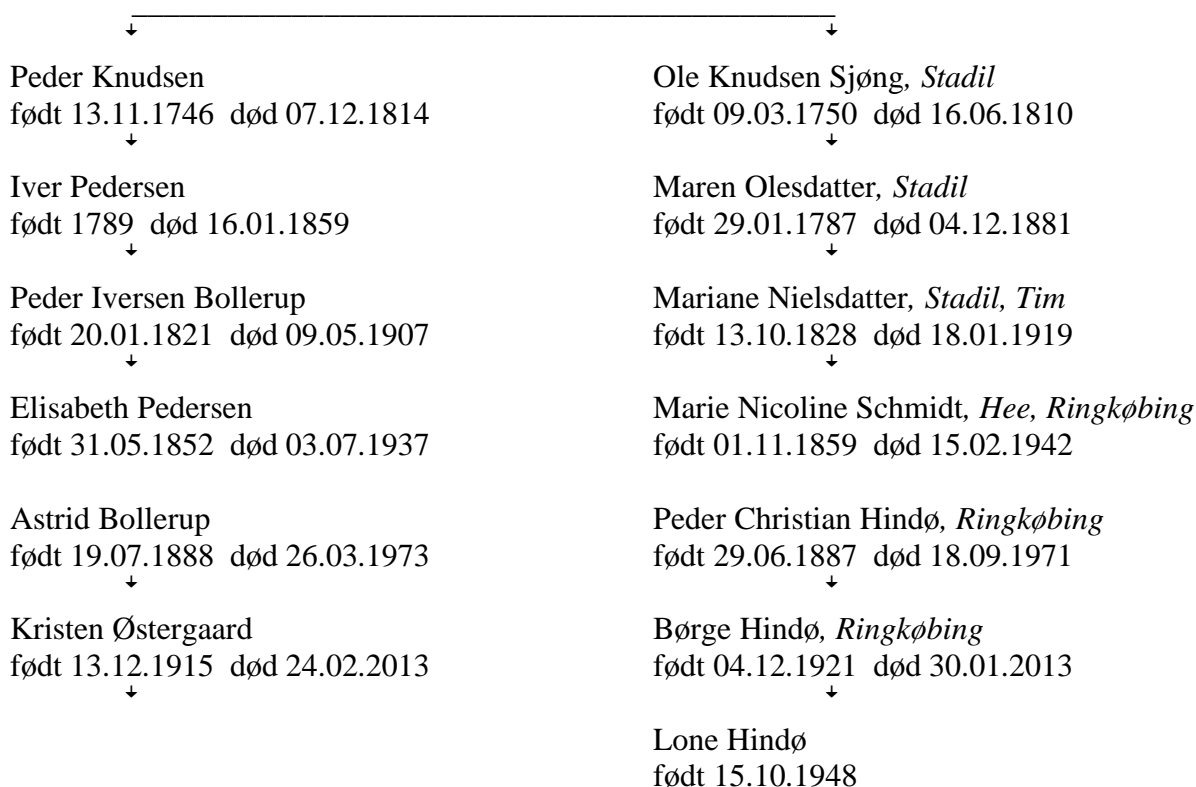 Peder Knudsen
født 13.11.1746 død 07.12.1814
Iver Pedersen
født 1789 død 16.01.1859
Peder Iversen Bollerup
født 20.01.1821 død 09.05.1907
Elisabeth Pedersen
født 31.05.1852 død 03.07.1937
Astrid Bollerup
født 19.07.1888 død 26.03.1973
Kristen Østergaard
født 13.12.1915 død 24.02.2013
Ole Knudsen Sjøng, Stadil
født 09.03.1750 død 16.06.1810
Maren Olesdatter, Stadil
født 29.01.1787 død 04.12.1881
Mariane Nielsdatter, Stadil, Tim
født 13.10.1828 død 18.01.1919
Marie Nicoline Schmidt, Hee, Ringkøbing
født 01.11.1859 død 15.02.1942
Peder Christian Hindø, Ringkøbing
født 29.06.1887 død 18.09.1971
Børge Hindø, Ringkøbing
født 04.12.1921 død 30.01.2013
Lone Hindø
født 15.10.1948